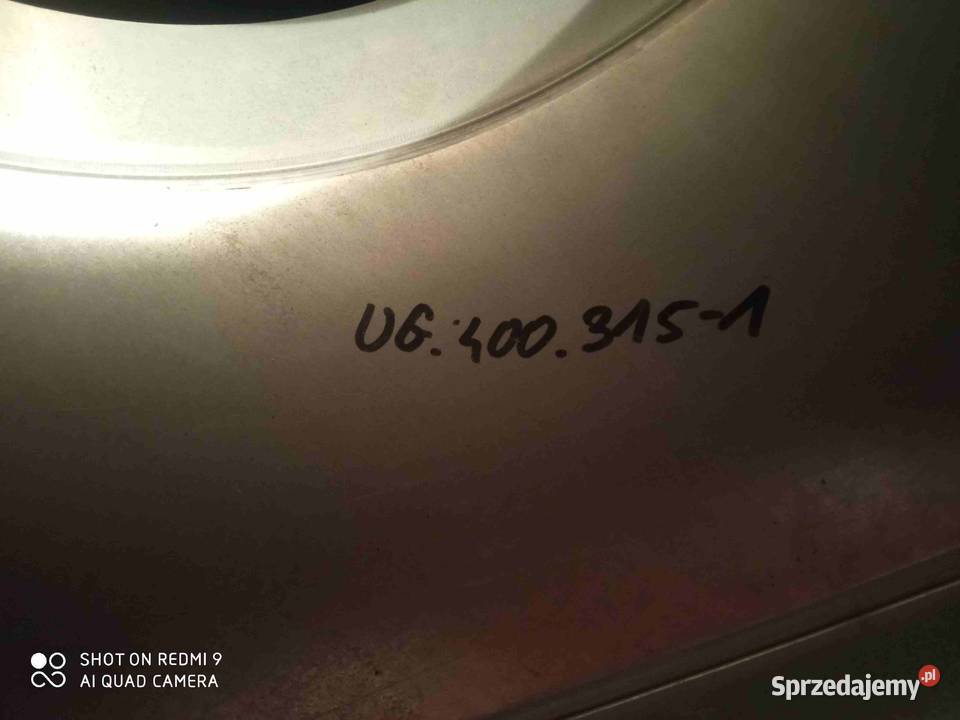 UG.400.315-1
SHOT ON REDMI 9
AI QUAD CAMERA
Sprzedajemy.pl